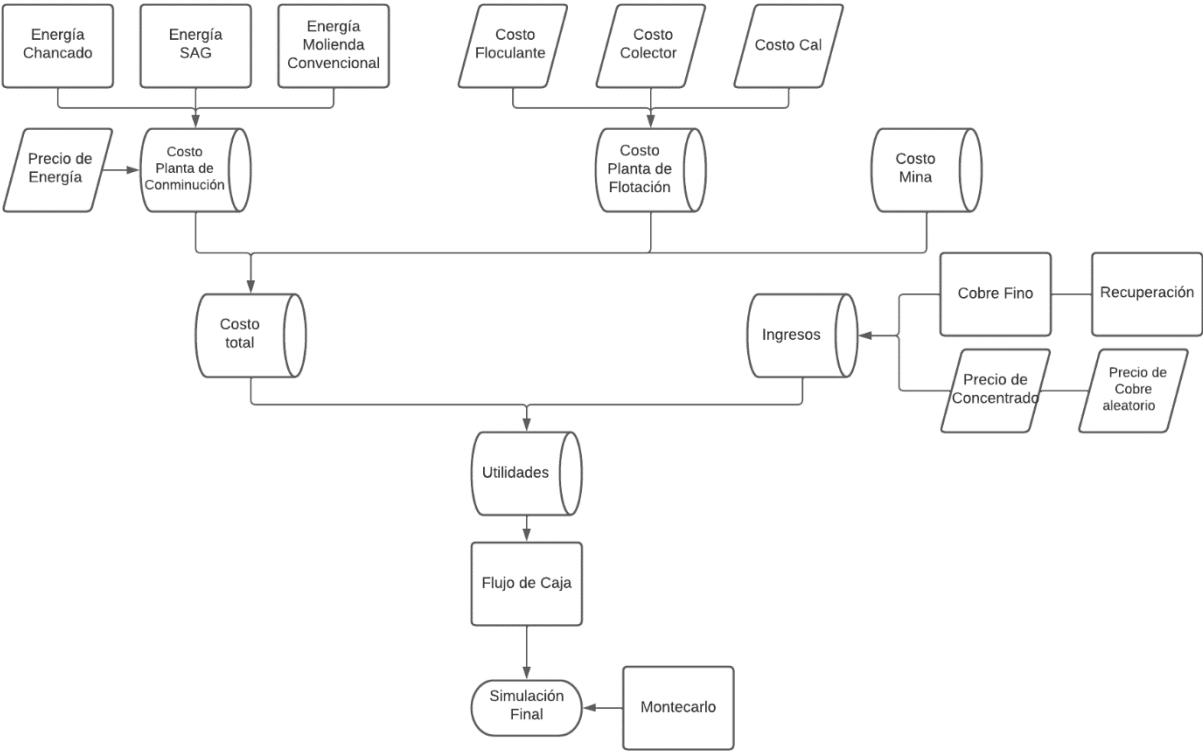 Energía
Chancado
Energía
SAG
Energía
Molienda
Convencional
Costo
Floculante
Costo
Colector
Costo Cal
Precio de
Energía
Costo
Planta de
Conminución
Costo
Planta de
Flotación
Costo
Mina
Cobre Fino
Recuperación
Costo
total
Ingresos
Precio de
Concentrado
Precio de
Cobre
aleatorio
Utilidades
Flujo de Caja
Simulación
Final
Montecarlo